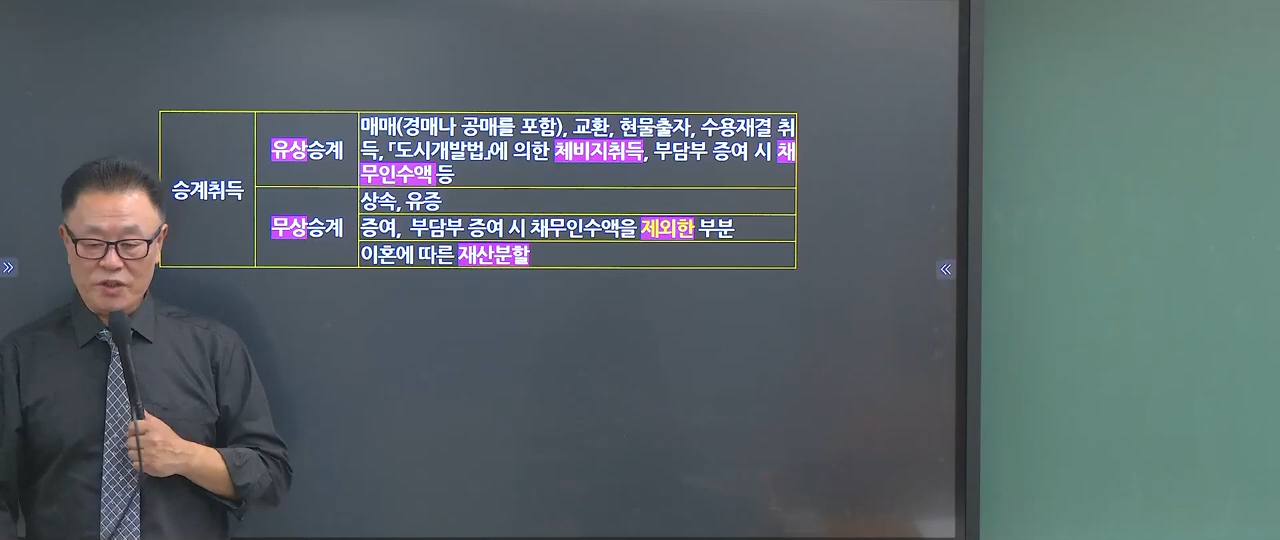 승계취득
유상승계
매매(경매나 공매를 포함), 교환, 현물출자, 수용재결 취
득, 「도시개발법」에 의한 체비지취득, 부담부 증여 시 채
무인수액 등
무상승계
상속, 유증
증여, 부담부 증여 시 채무인수액을 제외한 부분
이혼에 따른 재산분할